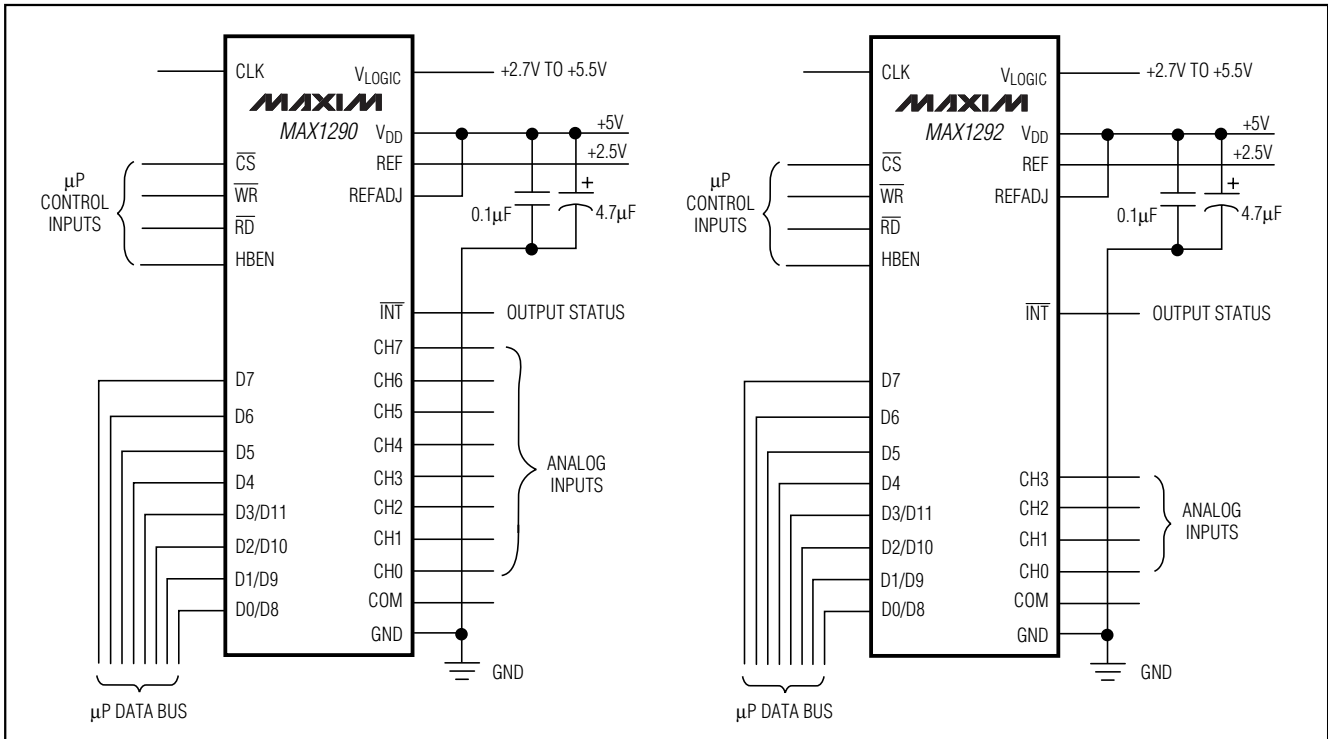 CLK
VLOGIC
+2.7V TO +5.5V
MAXIM
MAX1290
VDD
+5V
REF
+2.5V
REFADJ
+
0.1μF
4.7μF
μP
CONTROL
INPUTS
CS
WR
RD
HBEN
INT
OUTPUT STATUS
CH7
CH6
CH5
CH4
CH3
CH2
CH1
CH0
ANALOG
INPUTS
COM
GND
GND
D7
D6
D5
D4
D3/D11
D2/D10
D1/D9
D0/D8
μP DATA BUS
CLK
VLOGIC
+2.7V TO +5.5V
MAXIM
MAX1292
VDD
+5V
REF
+2.5V
REFADJ
+
0.1μF
4.7μF
μP
CONTROL
INPUTS
CS
WR
RD
HBEN
INT
OUTPUT STATUS
CH3
CH2
CH1
CH0
ANALOG
INPUTS
COM
GND
GND
D7
D6
D5
D4
D3/D11
D2/D10
D1/D9
D0/D8
μP DATA BUS